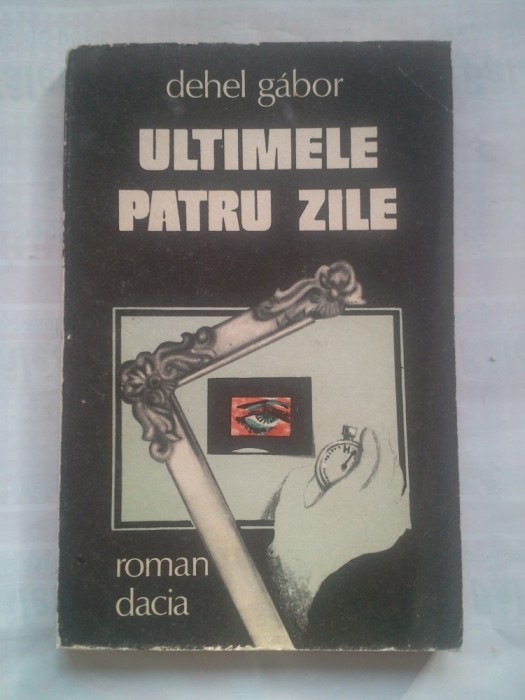 dehel gábor
ULTIMELE
PATRU ZILE
roman
dacia